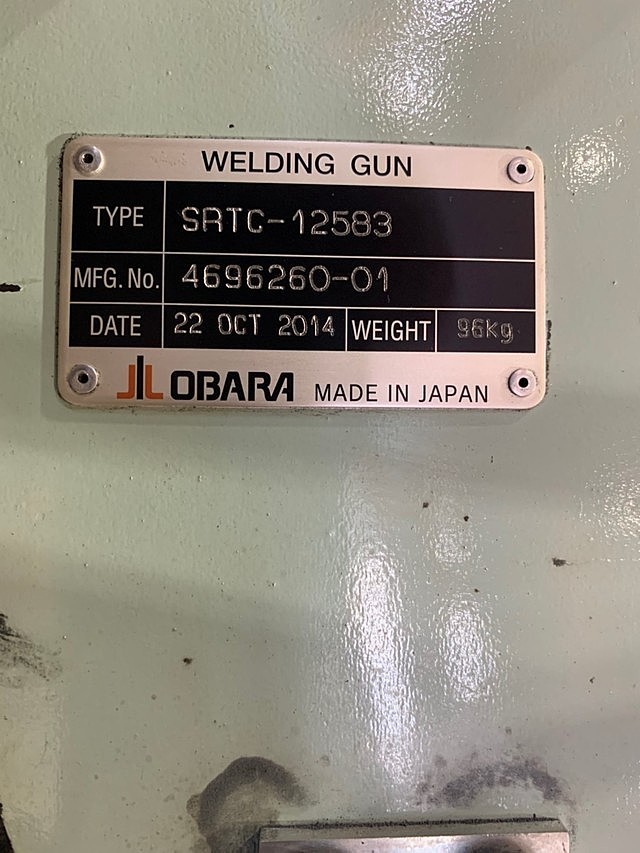 WELDING GUN
TYPE SRTC-12583
MFG. No. 4696260-01
DATE 22 OCT 2014 WEIGHT 96kg
OBARA MADE IN JAPAN